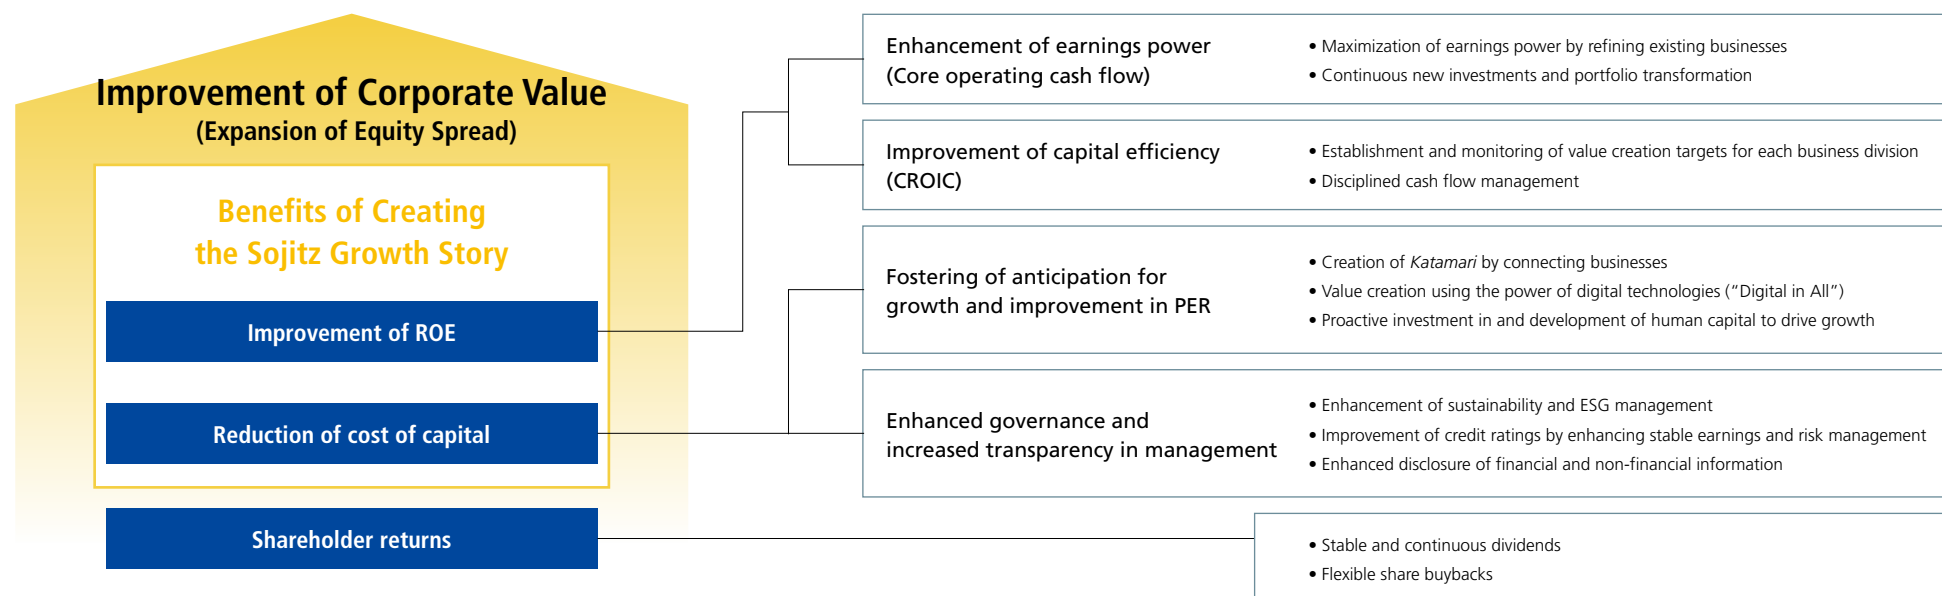 Improvement of Corporate Value
(Expansion of Equity Spread)
Benefits of Creating
the Sojitz Growth Story
Improvement of ROE
Reduction of cost of capital
Shareholder returns
Enhancement of earnings power
(Core operating cash flow)
• Maximization of earnings power by refining existing businesses
• Continuous new investments and portfolio transformation
Improvement of capital efficiency
(CROIC)
• Establishment and monitoring of value creation targets for each business division
• Disciplined cash flow management
Fostering of anticipation for
growth and improvement in PER
• Creation of Katamari by connecting businesses
• Value creation using the power of digital technologies (“Digital in All”)
• Proactive investment in and development of human capital to drive growth
Enhanced governance and
increased transparency in management
• Enhancement of sustainability and ESG management
• Improvement of credit ratings by enhancing stable earnings and risk management
• Enhanced disclosure of financial and non-financial information
• Stable and continuous dividends
• Flexible share buybacks